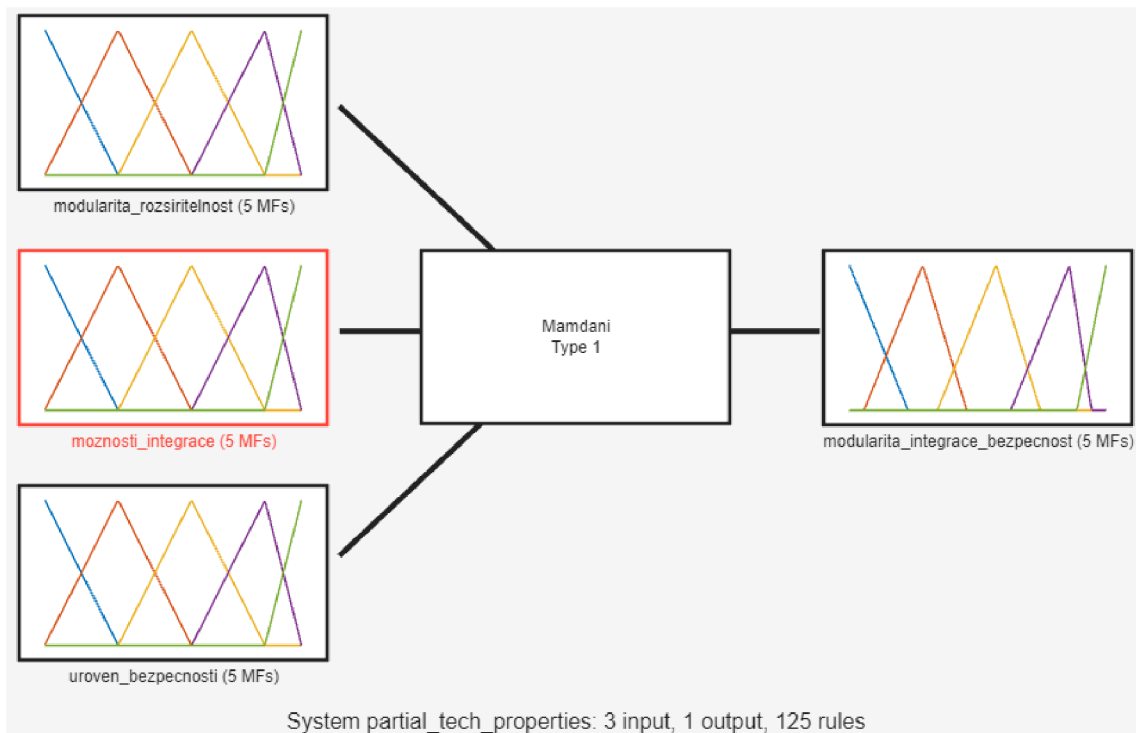 modularita_rozsiritelnost (5 MFs)
moznosti_integrace (5 MFs)
uroven_bezpecnosti (5 MFs)
Mamdani
Type 1
modularita_integrace_bezpecnost (5 MFs)
System partial_tech_properties: 3 input, 1 output, 125 rules